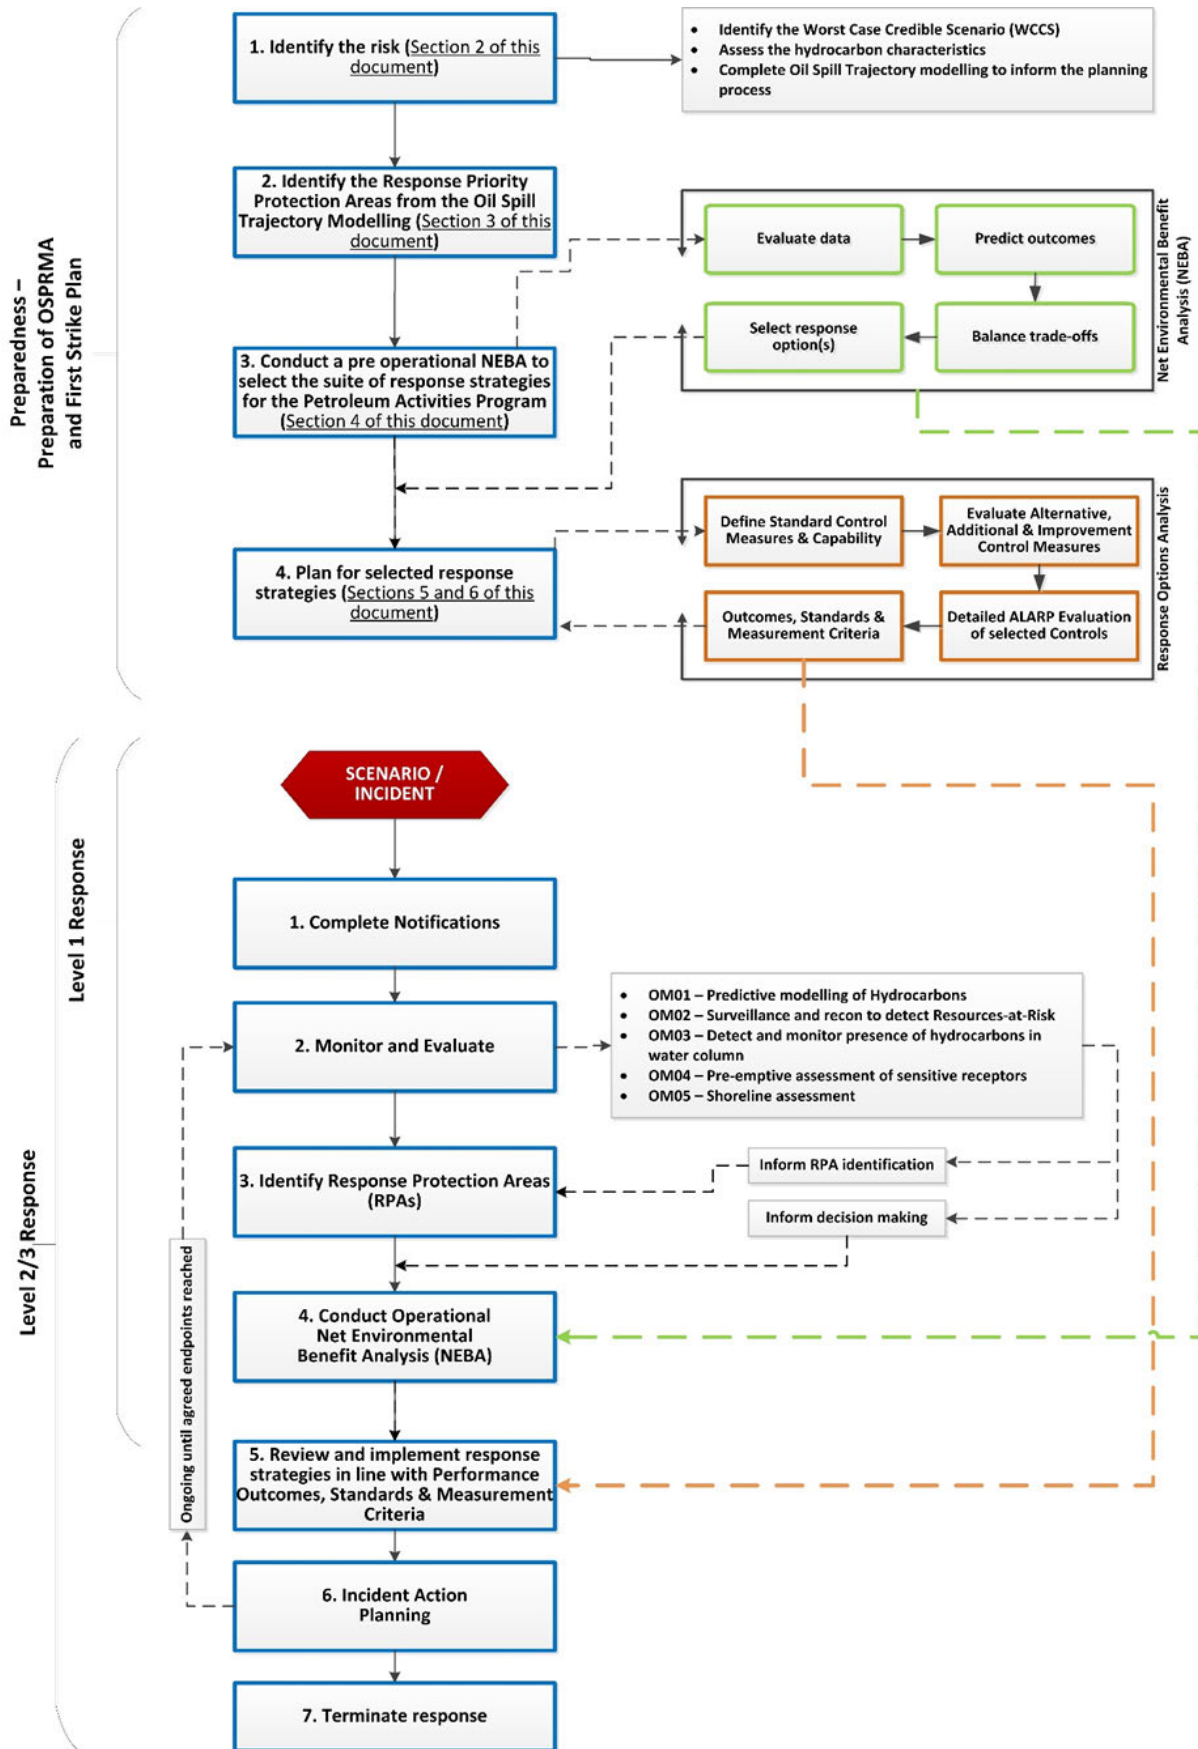 Preparedness –
Preparation of OSPRMA
and First Strike Plan
1. Identify the risk (Section 2 of this
document)
• Identify the Worst Case Credible Scenario (WCCS)
• Assess the hydrocarbon characteristics
• Complete Oil Spill Trajectory modelling to inform the planning
process
2. Identify the Response Priority
Protection Areas from the Oil Spill
Trajectory Modelling (Section 3 of this
document)
Evaluate data
Predict outcomes
Select response
option(s)
Balance trade-offs
Net Environmental Benefit
Analysis (NEBA)
3. Conduct a pre operational NEBA to
select the suite of response strategies
for the Petroleum Activities Program
(Section 4 of this document)
Define Standard Control
Measures & Capability
Evaluate Alternative,
Additional & Improvement
Control Measures
Outcomes, Standards &
Measurement Criteria
Detailed ALARP Evaluation
of selected Controls
Response Options Analysis
4. Plan for selected response
strategies (Sections 5 and 6 of this
document)
Level 2/3 Response
Level 1 Response
SCENARIO /
INCIDENT
1. Complete Notifications
2. Monitor and Evaluate
• OM01 – Predictive modelling of Hydrocarbons
• OM02 – Surveillance and recon to detect Resources-at-Risk
• OM03 – Detect and monitor presence of hydrocarbons in
water column
• OM04 – Pre-emptive assessment of sensitive receptors
• OM05 – Shoreline assessment
3. Identify Response Protection Areas
(RPAs)
Inform RPA identification
Inform decision making
4. Conduct Operational
Net Environmental
Benefit Analysis (NEBA)
Ongoing until agreed endpoints reached
5. Review and implement response
strategies in line with Performance
Outcomes, Standards & Measurement
Criteria
6. Incident Action
Planning
7. Terminate response